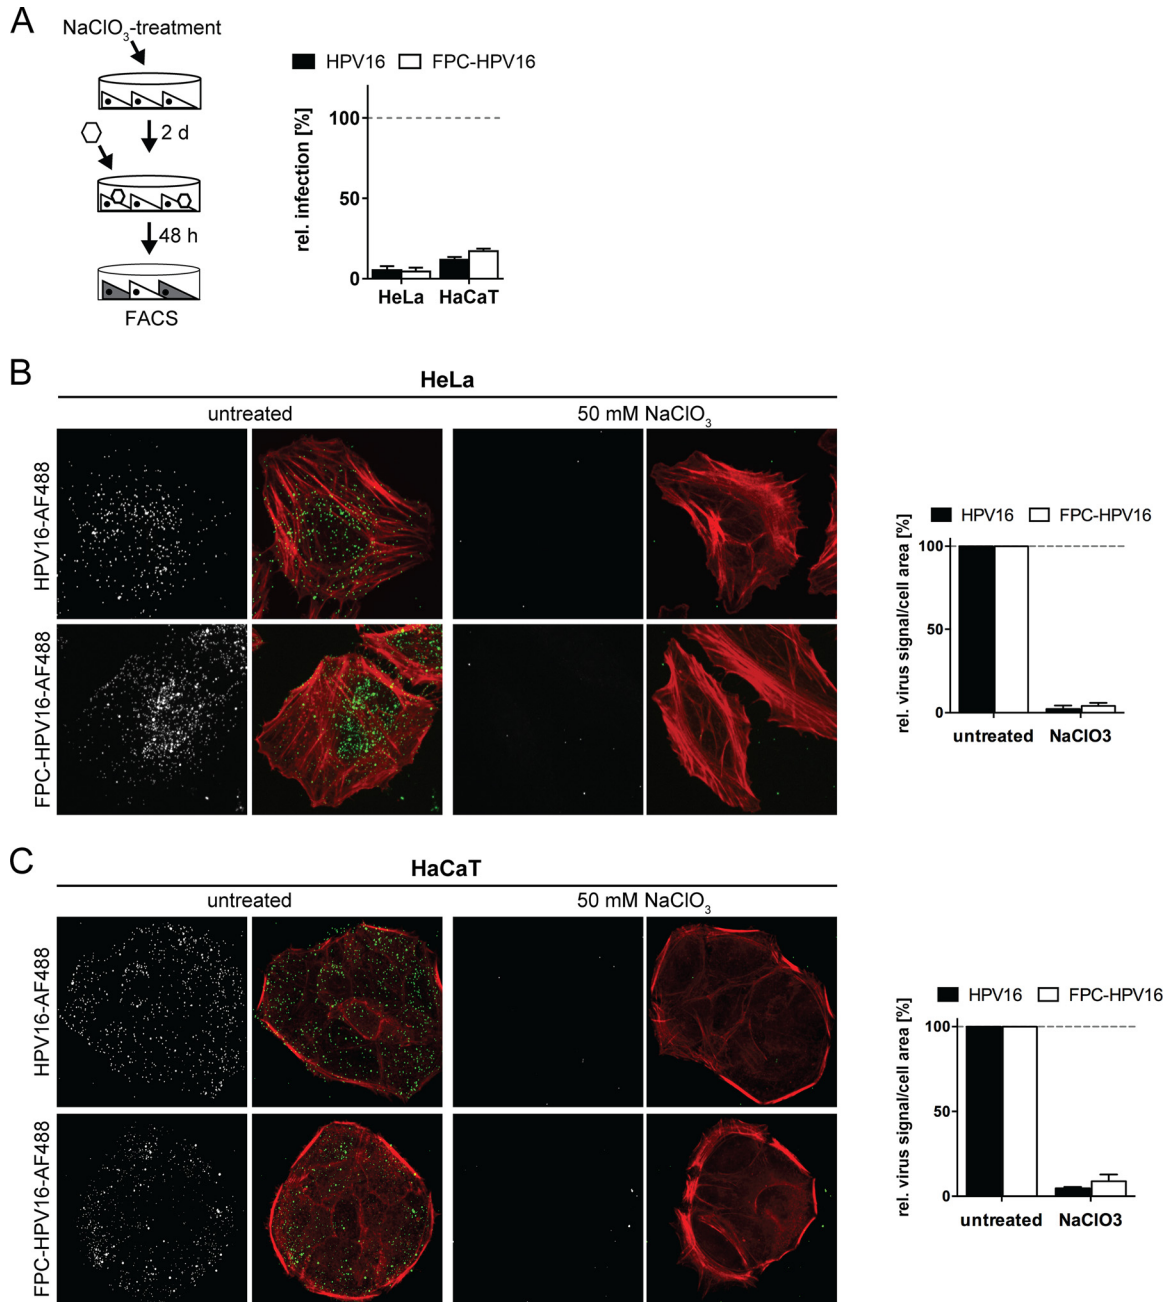 A
NaClO₃-treatment
2 d
48 h
FACS
HPV16 FPC-HPV16
rel. infection [%]
100
50
0
HeLa HaCaT
B
HeLa
untreated 50 mM NaClO₃
HPV16-AF488
FPC-HPV16-AF488
HPV16 FPC-HPV16
rel. virus signal/cell area [%]
100
50
0
untreated NaClO3
C
HaCaT
untreated 50 mM NaClO₃
HPV16-AF488
FPC-HPV16-AF488
HPV16 FPC-HPV16
rel. virus signal/cell area [%]
100
50
0
untreated NaClO3